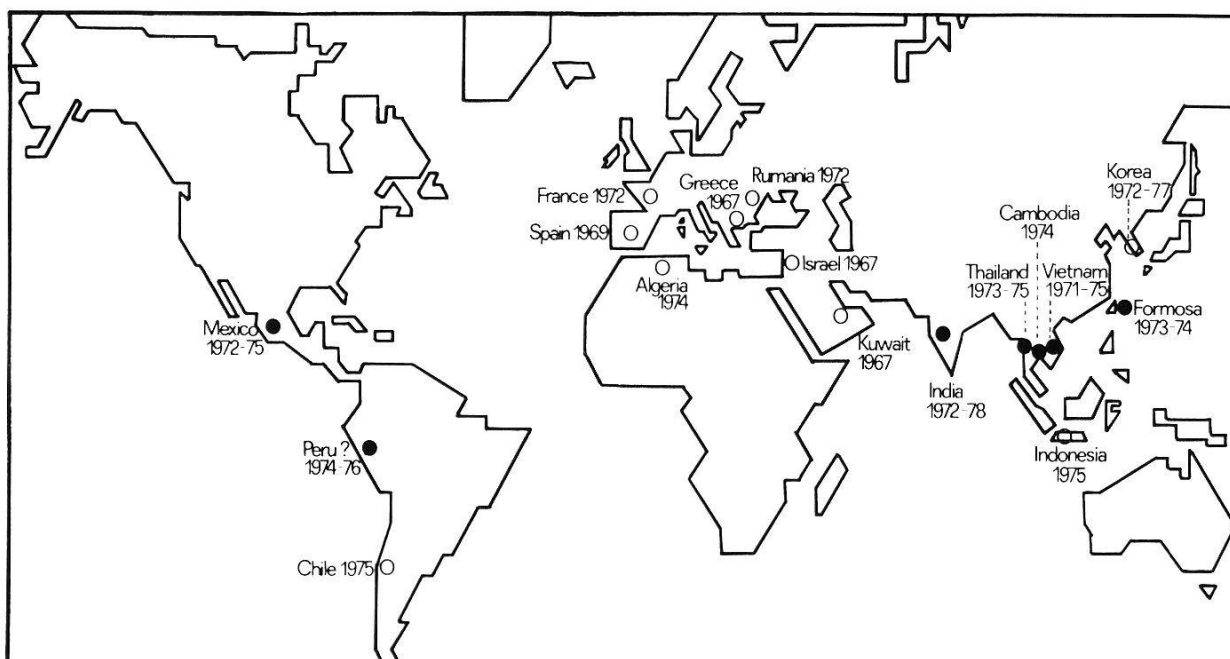 France 1972
Spain 1969
Greece
1967
Rumania 1972
Algeria
1974
Israel 1967
Kuwait
1967
Korea
1972-77
Cambodia
1974
Thailand
1973-75
Vietnam
1971-75
Formosa
1973-74
India
1972-78
Indonesia
1975
Mexico
1972-75
Peru ?
1974-76
Chile 1975